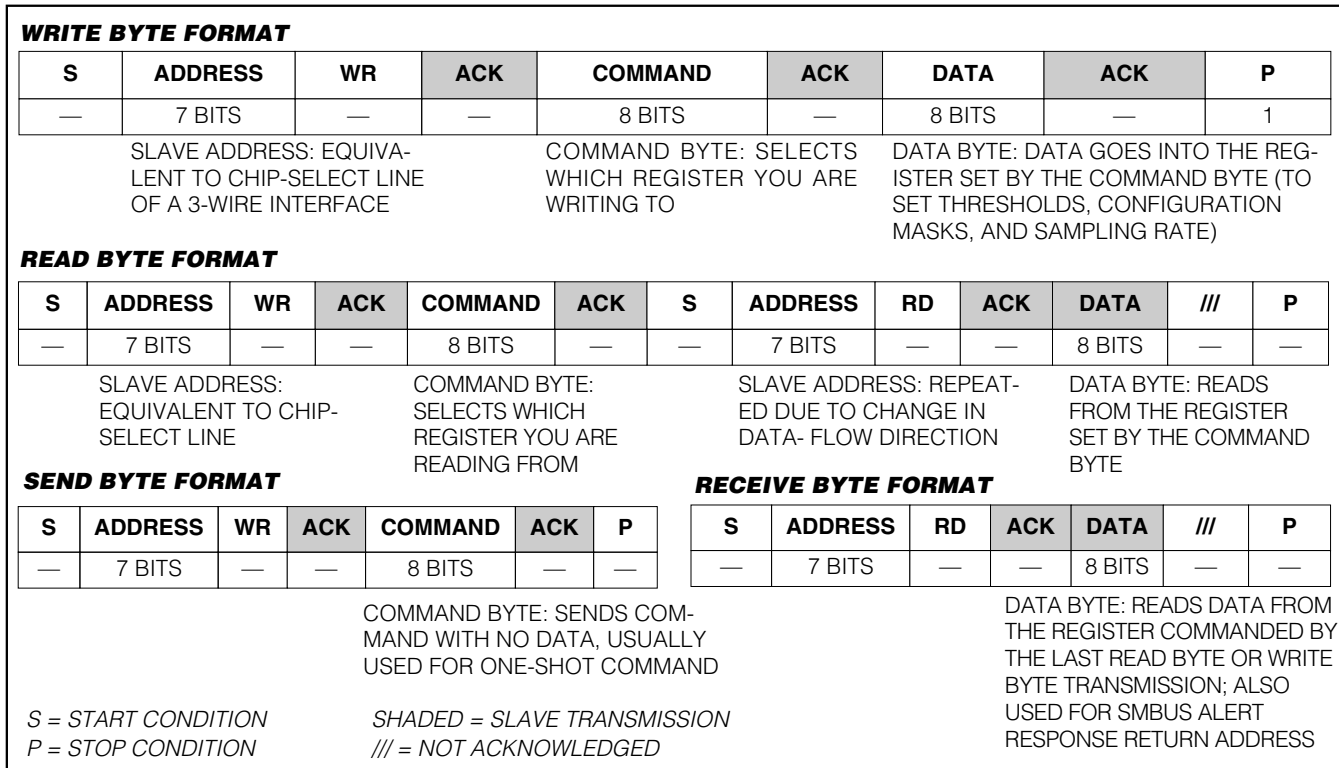 WRITE BYTE FORMAT
S ADDRESS WR ACK COMMAND ACK DATA ACK P
— 7 BITS — — 8 BITS — 8 BITS — 1
SLAVE ADDRESS: EQUIVA-
LENT TO CHIP-SELECT LINE
OF A 3-WIRE INTERFACE
COMMAND BYTE: SELECTS
WHICH REGISTER YOU ARE
WRITING TO
DATA BYTE: DATA GOES INTO THE REG-
ISTER SET BY THE COMMAND BYTE (TO
SET THRESHOLDS, CONFIGURATION
MASKS, AND SAMPLING RATE)
READ BYTE FORMAT
S ADDRESS WR ACK COMMAND ACK S ADDRESS RD ACK DATA /// P
— 7 BITS — — 8 BITS — — 7 BITS — — 8 BITS — —
SLAVE ADDRESS:
EQUIVALENT TO CHIP-
SELECT LINE
COMMAND BYTE:
SELECTS WHICH
REGISTER YOU ARE
READING FROM
SLAVE ADDRESS: REPEAT-
ED DUE TO CHANGE IN
DATA- FLOW DIRECTION
DATA BYTE: READS
FROM THE REGISTER
SET BY THE COMMAND
BYTE
SEND BYTE FORMAT
S ADDRESS WR ACK COMMAND ACK P
— 7 BITS — — 8 BITS — —
COMMAND BYTE: SENDS COM-
MAND WITH NO DATA, USUALLY
USED FOR ONE-SHOT COMMAND
RECEIVE BYTE FORMAT
S ADDRESS RD ACK DATA /// P
— 7 BITS — — 8 BITS — —
DATA BYTE: READS DATA FROM
THE REGISTER COMMANDED BY
THE LAST READ BYTE OR WRITE
BYTE TRANSMISSION; ALSO
USED FOR SMBUS ALERT
RESPONSE RETURN ADDRESS
S = START CONDITION SHADED = SLAVE TRANSMISSION
P = STOP CONDITION /// = NOT ACKNOWLEDGED